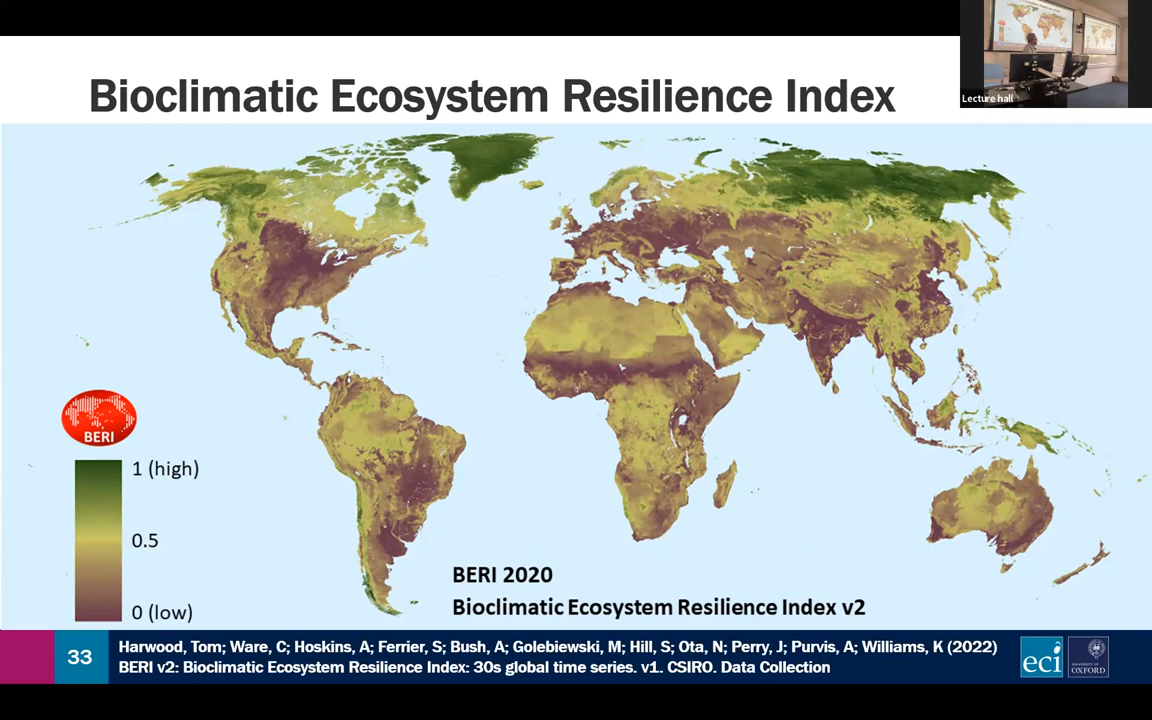 Bioclimatic Ecosystem Resilience Index
Lecture hall
BERI
1 (high)
0.5
0 (low)
BERI 2020
Bioclimatic Ecosystem Resilience Index v2
33
Harwood, Tom; Ware, C; Hoskins, A; Ferrier, S; Bush, A; Golebiewski, M; Hill, S; Ota, N; Perry, J; Purvis, A; Williams, K (2022)
BERI v2: Bioclimatic Ecosystem Resilience Index: 30s global time series. v1. CSIRO. Data Collection
eci
UNIVERSITY OF
OXFORD